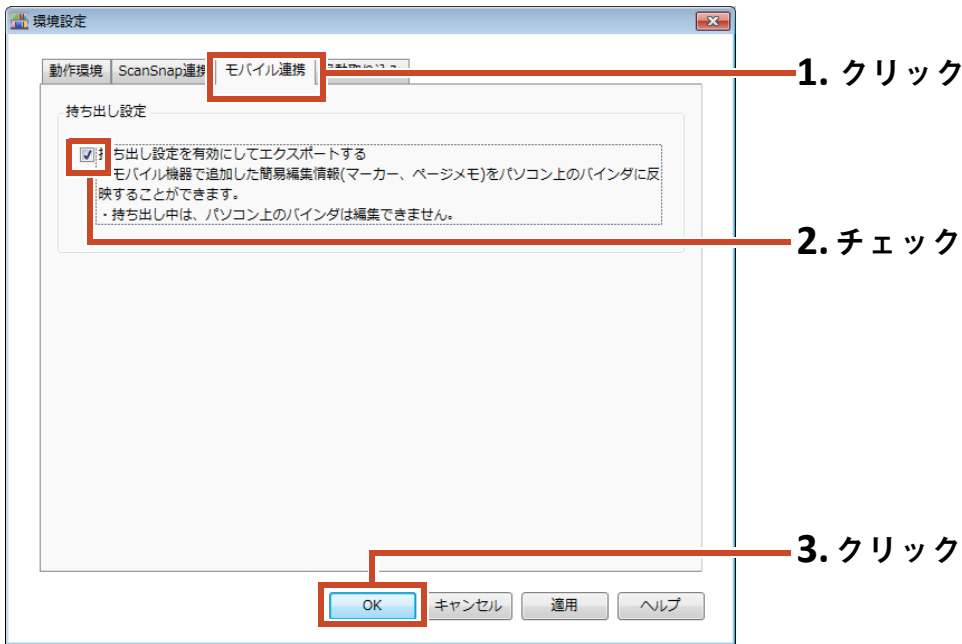 環境設定
動作環境 ScanSnap連携 モバイル連携
1. クリック
持ち出し設定
ち出し設定を有効にしてエクスポートする
モバイル機器で追加した簡易編集情報(マーカー、ページメモ)をパソコン上のバインダに反
映することができます。
・持ち出し中は、パソコン上のバインダは編集できません。
2. チェック
3. クリック
OK キャンセル 適用 ヘルプ